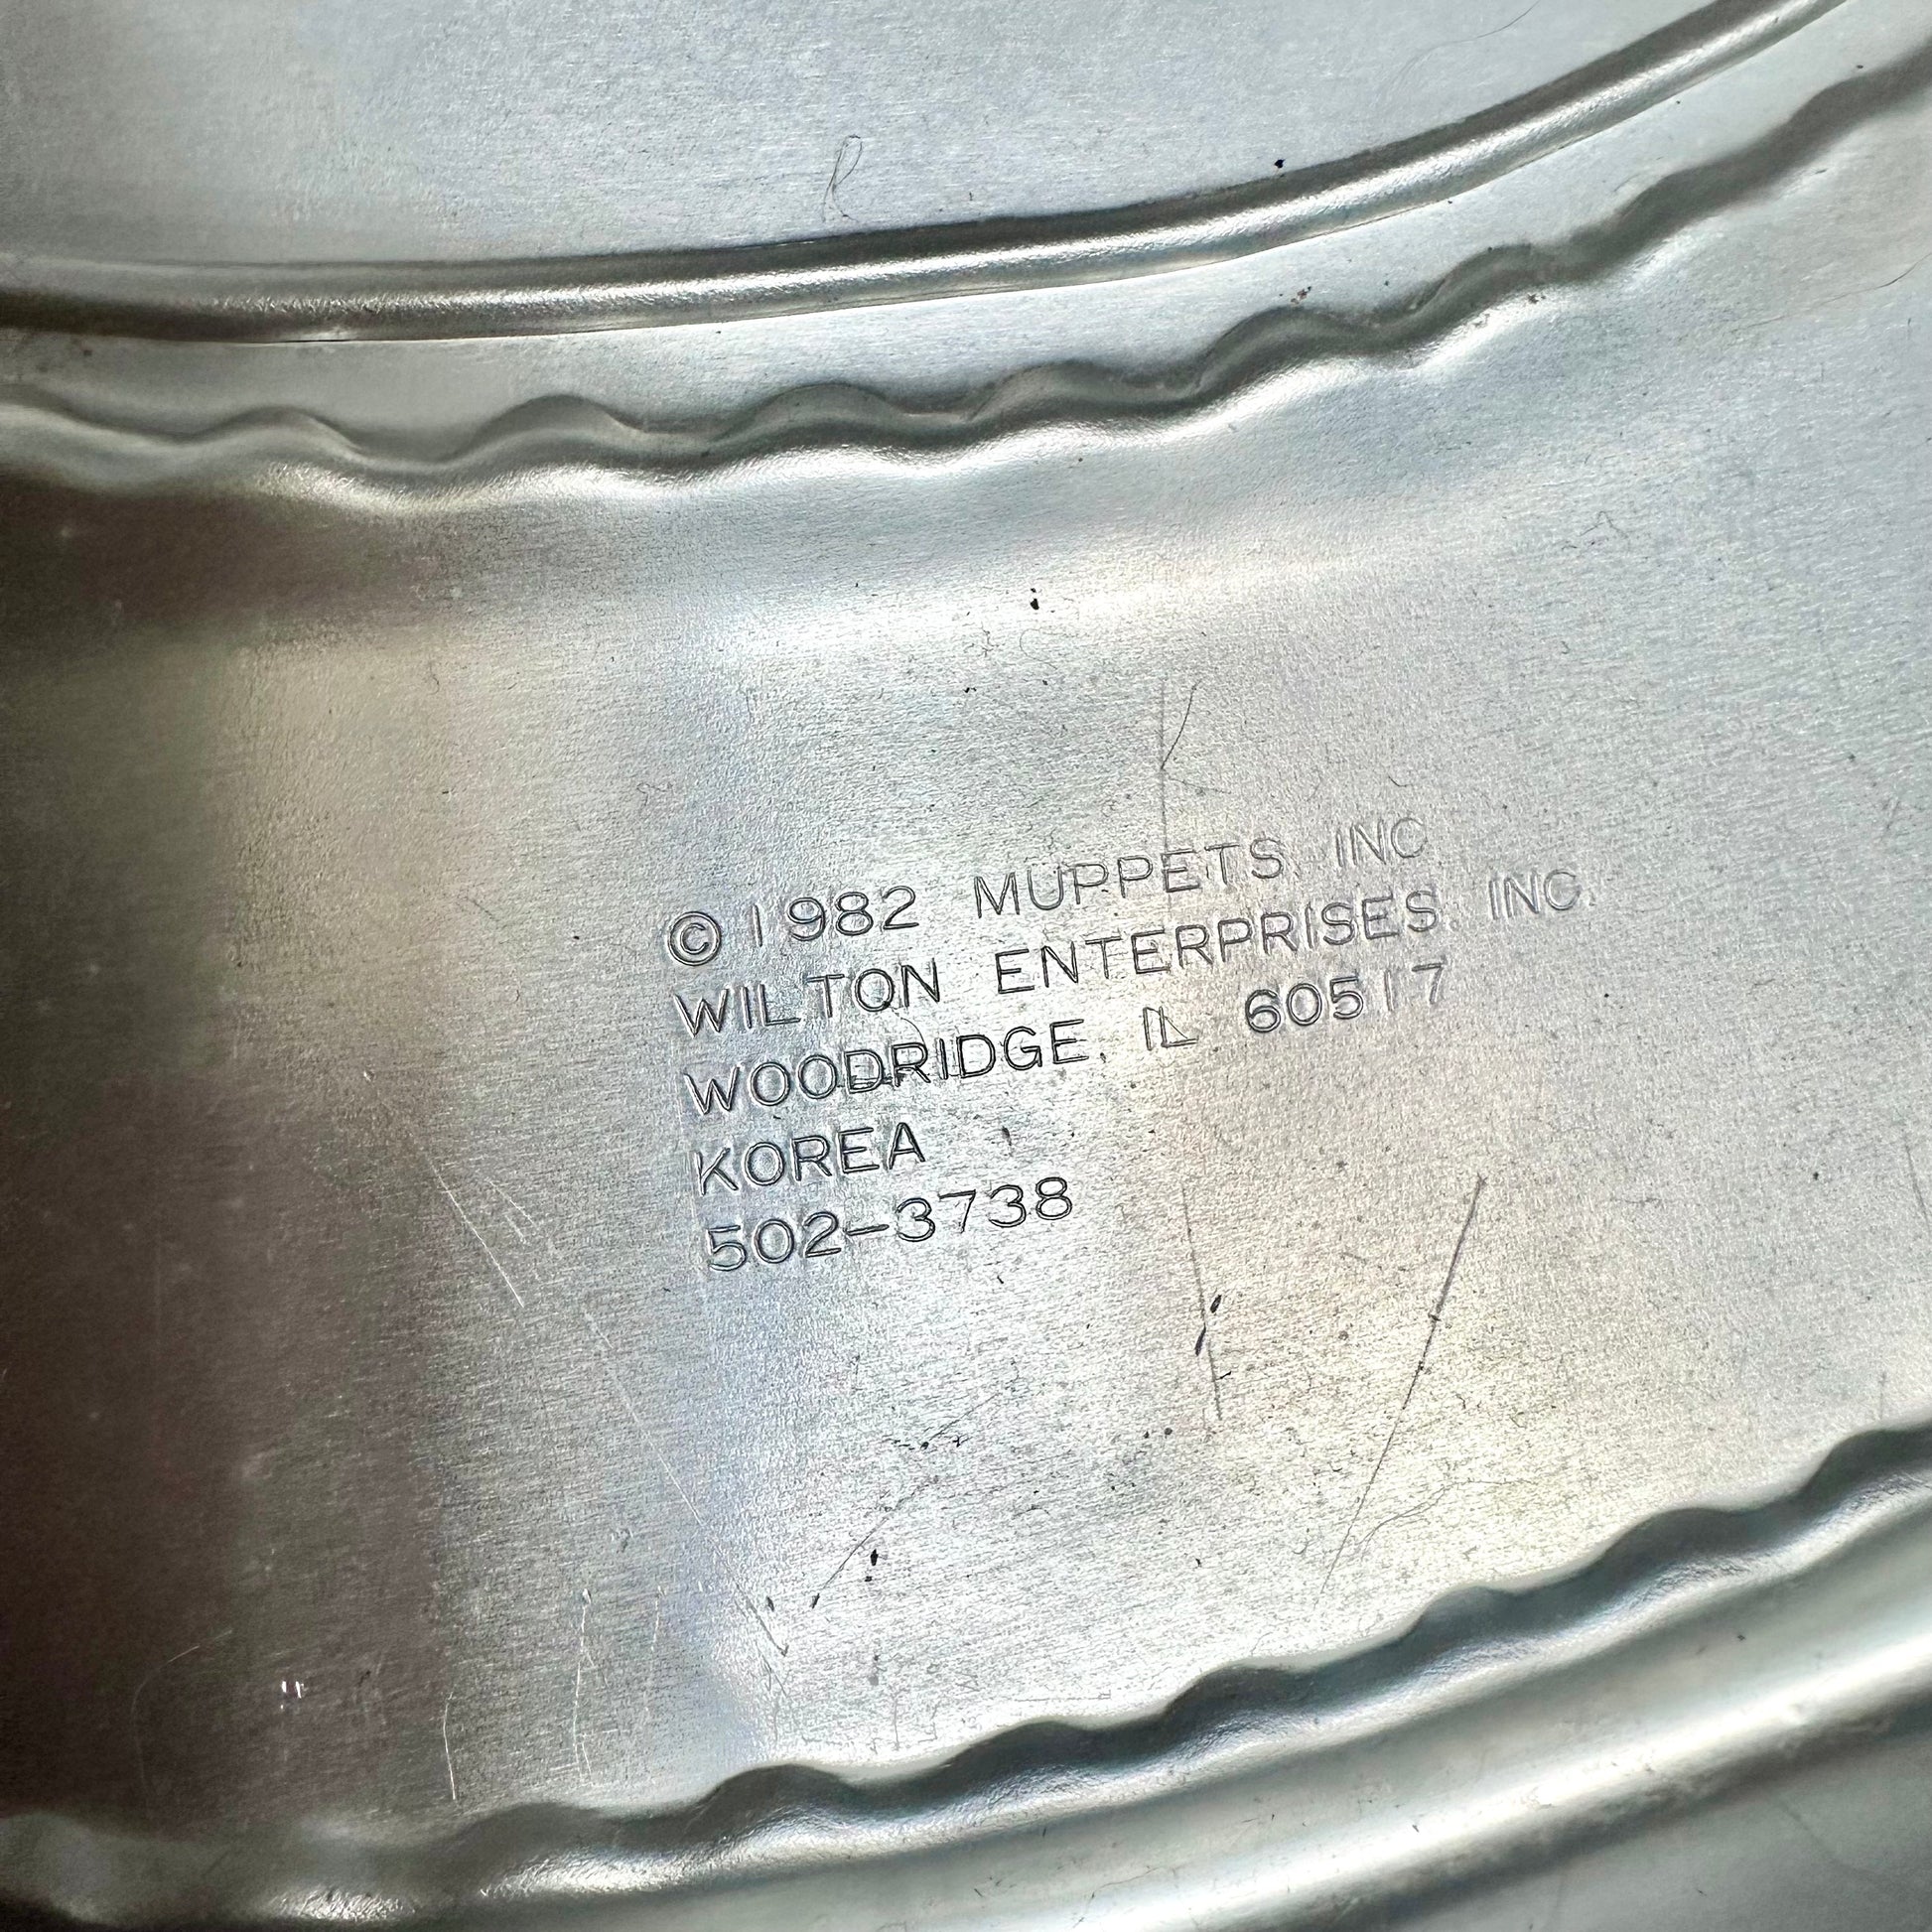 © 1982 MUPPETS, INC.
WILTON ENTERPRISES, INC.
WOODRIDGE, IL 60517
KOREA
502-3738